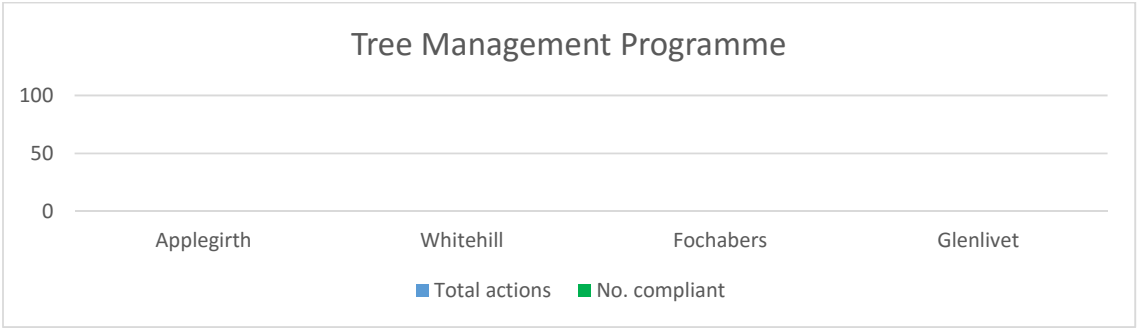 Tree Management Programme
100
50
0
Applegirth Whitehill Fochabers Glenlivet
Total actions No. compliant